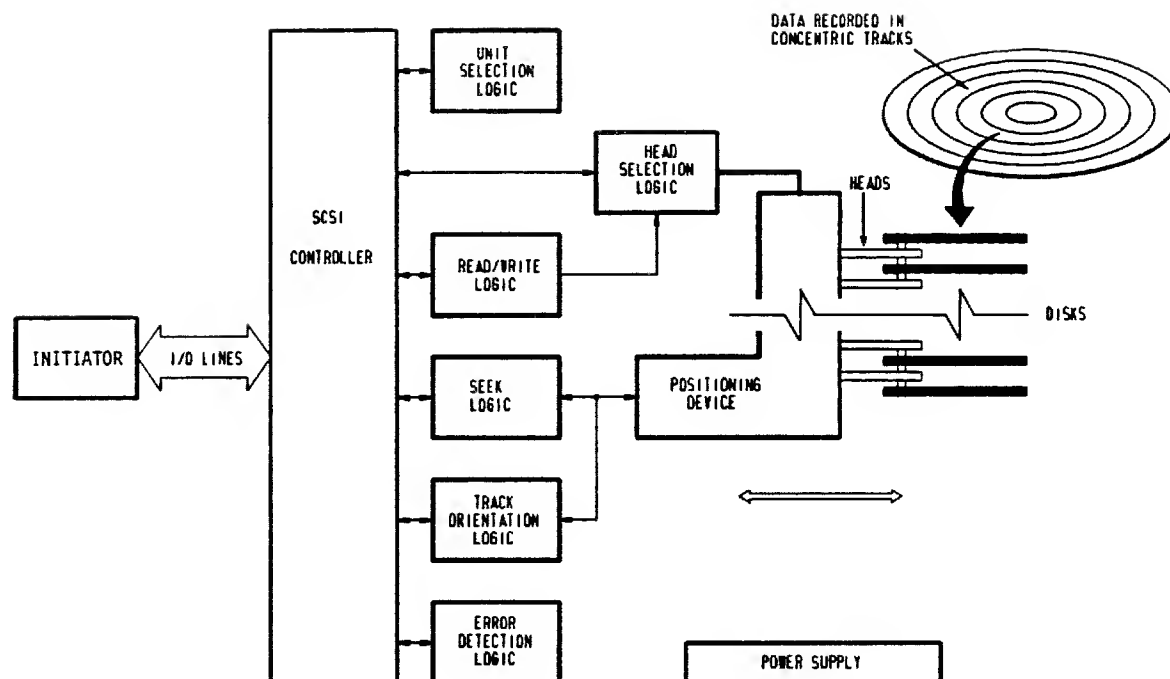 DATA RECORDED IN
CONCENTRIC TRACKS
UNIT
SELECTION
LOGIC
HEAD
SELECTION
LOGIC
HEADS
SCSI
CONTROLLER
READ/WRITE
LOGIC
INITIATOR
I/O LINES
DISKS
SEEK
LOGIC
POSITIONING
DEVICE
TRACK
ORIENTATION
LOGIC
ERROR
DETECTION
LOGIC
POWER SUPPLY